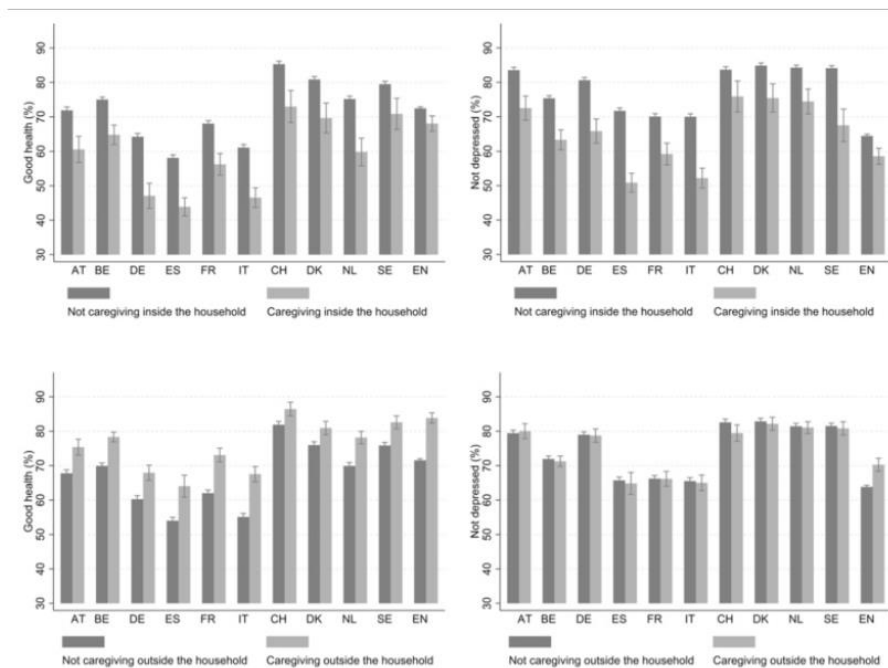 Good health (%)
90
80
70
60
50
40
30
AT BE DE ES FR IT CH DK NL SE EN
Not caregiving inside the household Caregiving inside the household
Not depressed (%)
90
80
70
60
50
40
30
AT BE DE ES FR IT CH DK NL SE EN
Not caregiving inside the household Caregiving inside the household
Good health (%)
90
80
70
60
50
40
30
AT BE DE ES FR IT CH DK NL SE EN
Not caregiving outside the household Caregiving outside the household
Not depressed (%)
90
80
70
60
50
40
30
AT BE DE ES FR IT CH DK NL SE EN
Not caregiving outside the household Caregiving outside the household